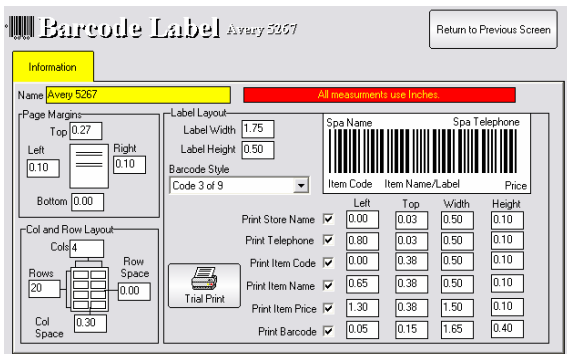 Barcode Label Avery 5267
Return to Previous Screen
Information
Name Avery 5267
All measurments use Inches.
Page Margins
Top 0.27
Left
0.10
Right
0.10
Bottom 0.00
Col and Row Layout
Cols 4
Rows
20
Row
Space
0.00
Col
Space
0.30
Label Layout
Label Width 1.75
Label Height 0.50
Barcode Style
Code 3 of 9
Trial Print
Spa Name Spa Telephone
Item Code Item Name/Label Price
Left Top Width Height
Print Store Name 0.00 0.03 0.50 0.10
Print Telephone 0.80 0.03 0.50 0.10
Print Item Code 0.00 0.38 0.50 0.10
Print Item Name 0.65 0.38 0.50 0.10
Print Item Price 1.30 0.38 1.50 0.10
Print Barcode 0.05 0.15 1.65 0.40